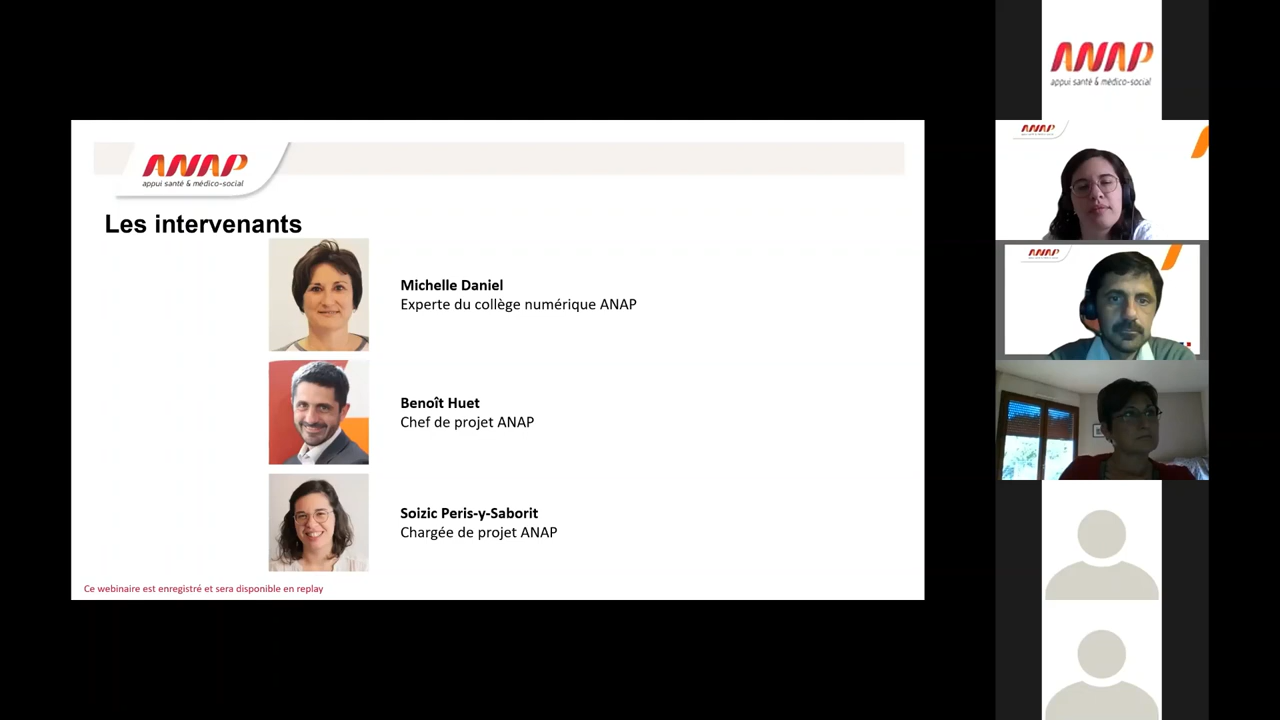 ANAP
appui santé & médico-social
Les intervenants
Michelle Daniel
Experte du collège numérique ANAP
Benoît Huet
Chef de projet ANAP
Soizic Peris-y-Saborit
Chargée de projet ANAP
Ce webinaire est enregistré et sera disponible en replay
ANAP
appui santé & médico-social
ANAP
ANAP